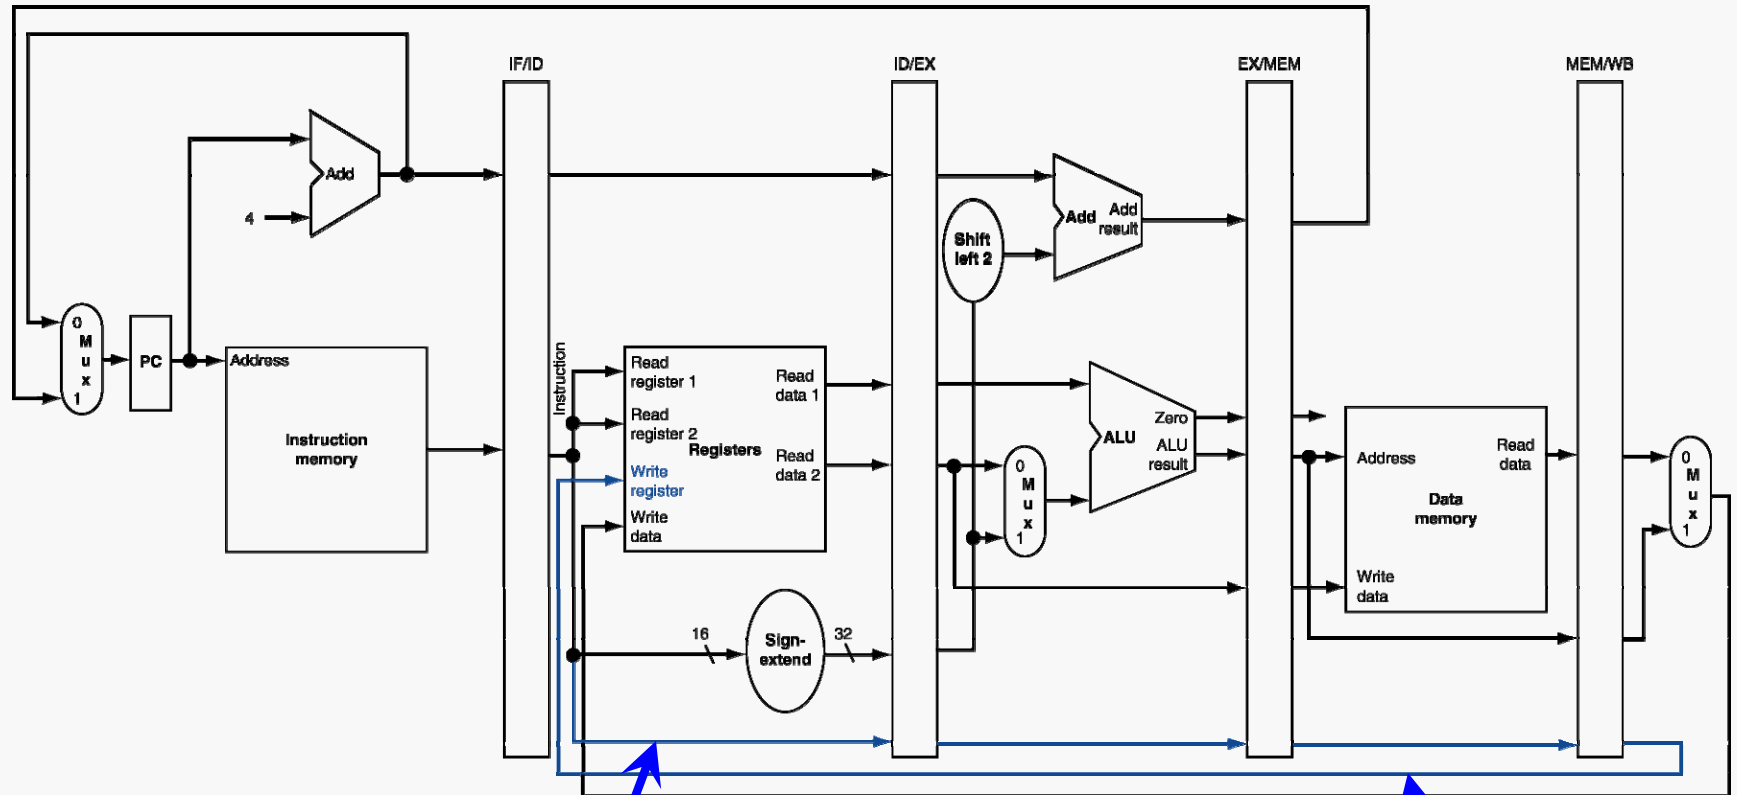 IF/ID
ID/EX
EX/MEM
MEM/WB
Add
4
Add
Add
result
Shift
left 2
0
M
u
x
1
PC
Address
Instruction
memory
Instruction
Read
register 1
Read
register 2
Write
register
Write
data
Registers
Read
data 1
Read
data 2
16
Sign-
extend
32
0
M
u
x
1
ALU
Zero
ALU
result
Address
Read
data
Data
memory
Write
data
0
M
u
x
1